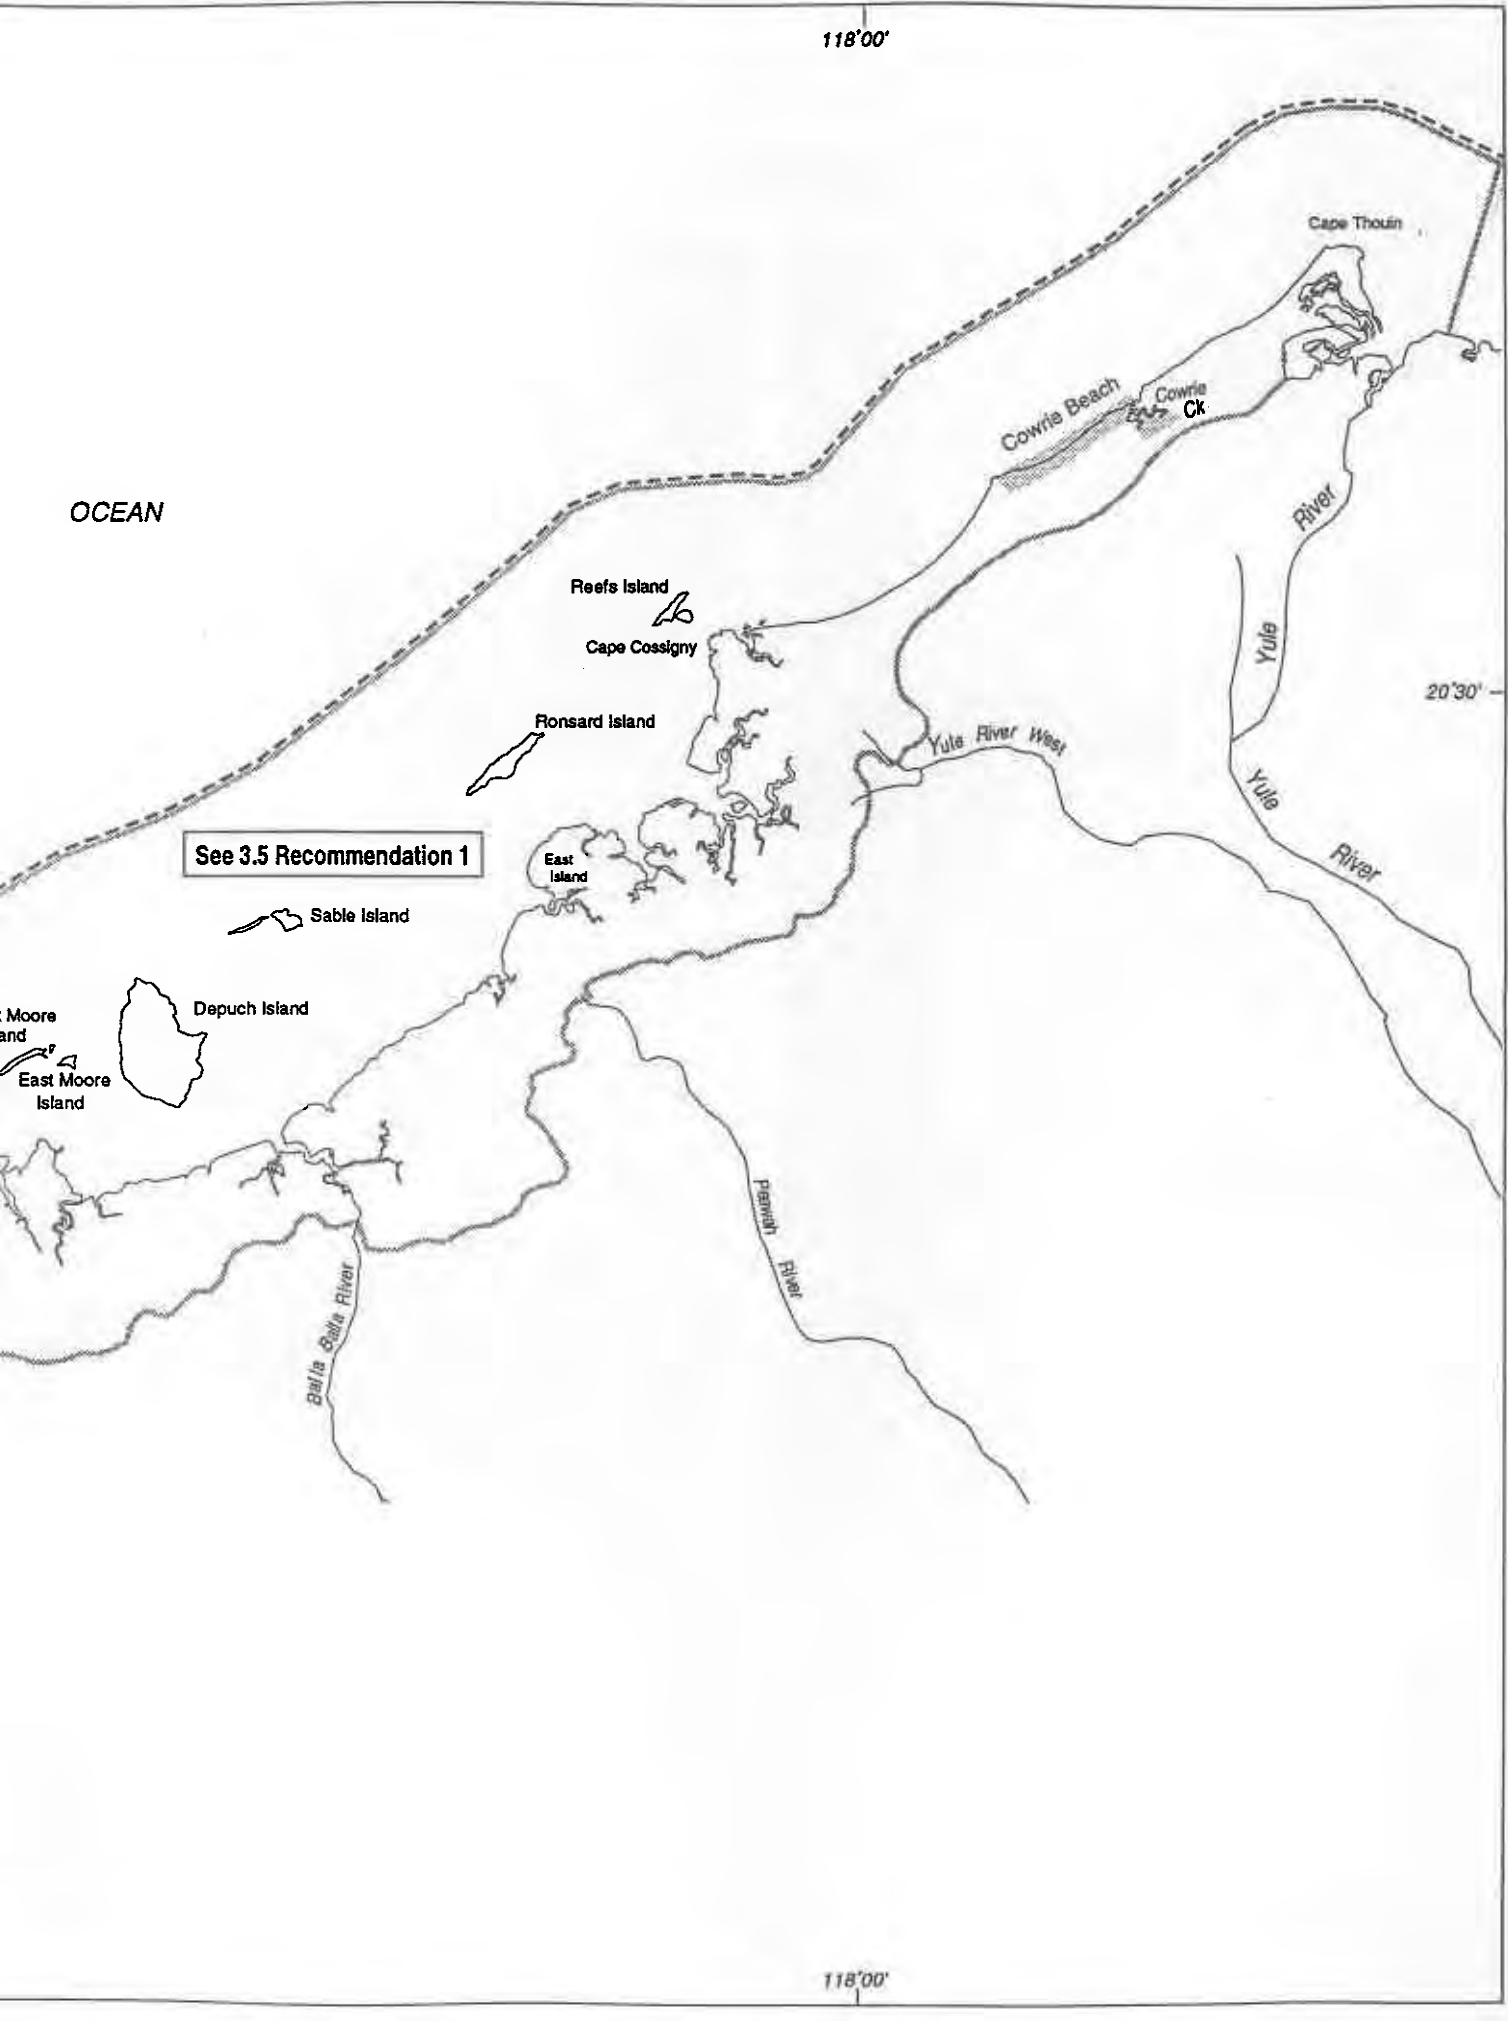 118°00'
Cape Thouin
Cowrie Beach
Cowrie
Ck
OCEAN
River
Reefs Island
Yule
Cape Cossigny
20°30'
Ronsard Island
Yule River West
Yule
River
See 3.5 Recommendation 1
East
Island
Sable Island
Depuch Island
Moore
and
East Moore
Island
Peawah
River
Balla Balla River
118°00'